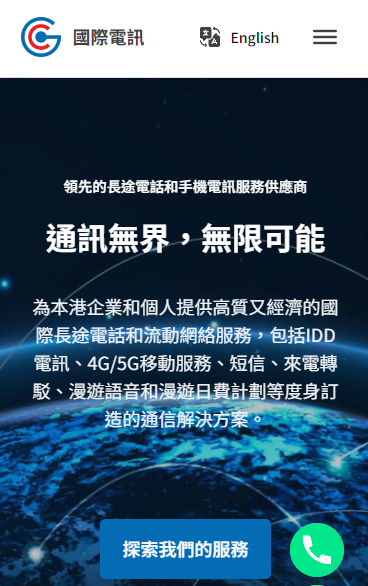 國際電訊
English
領先的長途電話和手機電訊服務供應商
通訊無界，無限可能
為本港企業和個人提供高質又經濟的國
際長途電話和流動網絡服務，包括IDD
電訊、4G/5G移動服務、短信、來電轉
駁、漫遊語音和漫遊日費計劃等度身訂
造的通信解決方案。
探索我們的服務